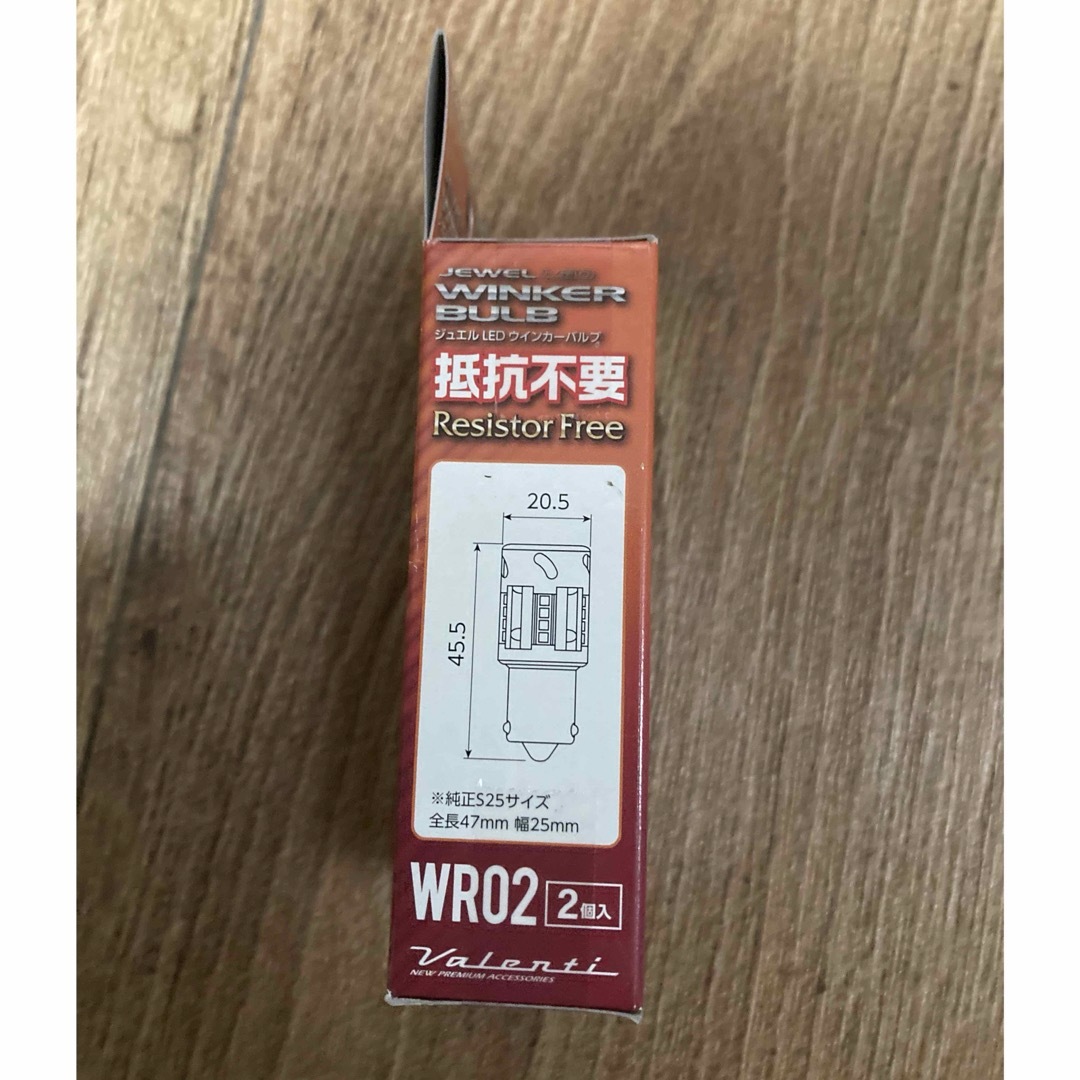 JEWEL LED
WINKER
BULB
ジュエル LED ウインカーバルブ
抵抗不要
Resistor Free
20.5
45.5
※純正S25サイズ
全長47mm 幅25mm
WR02 2個入
Valenti
NEW PREMIUM ACCESSORIES